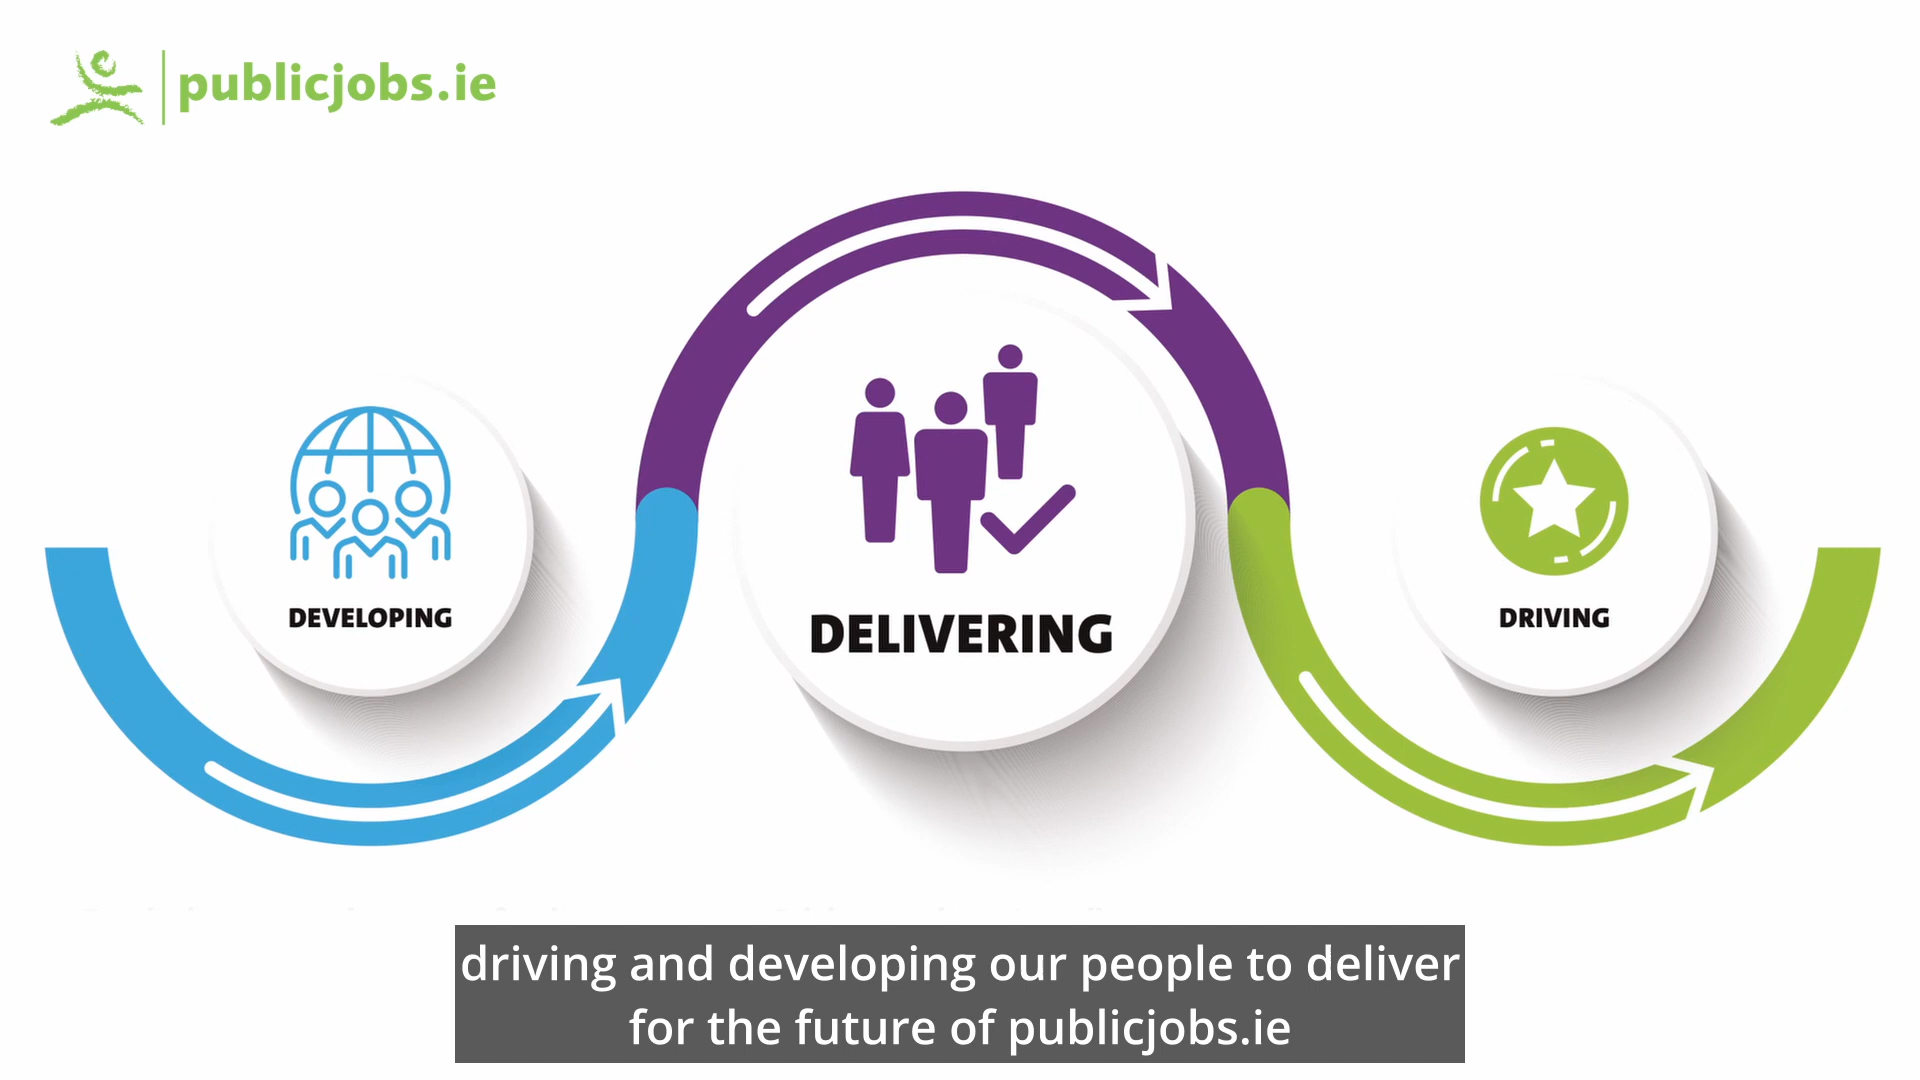 publicjobs.ie
DEVELOPING
DELIVERING
DRIVING
driving and developing our people to deliver
for the future of publicjobs.ie